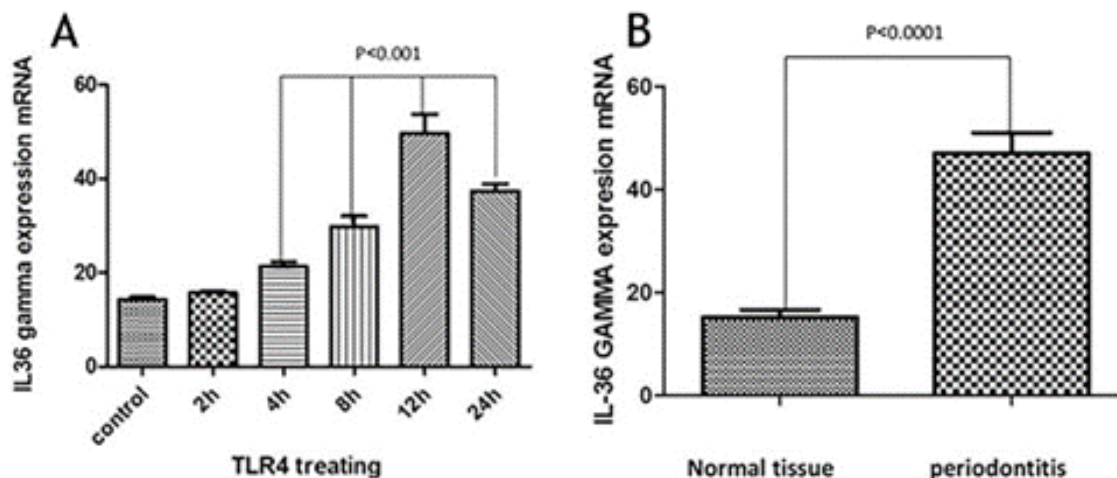 A
P<0.001
IL36 gamma expression mRNA
60
40
20
0
control
2h
4h
8h
12h
24h
TLR4 treating
B
P<0.0001
IL-36 GAMMA expresion mRNA
60
40
20
0
Normal tissue
periodontitis